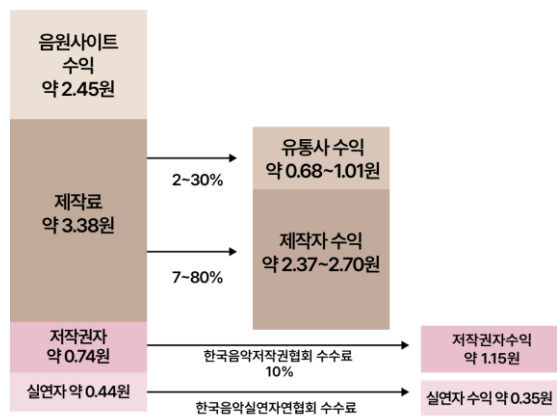 음원사이트
수익
약 2.45원
제작료
약 3.38원
2~30%
7~80%
유통사 수익
약 0.68~1.01원
제작자 수익
약 2.37~2.70원
저작권자
약 0.74원
한국음악저작권협회 수수료
10%
저작권자수익
약 1.15원
실연자 약 0.44원
한국음악실연자연협회 수수료
실연자 수익 약 0.35원